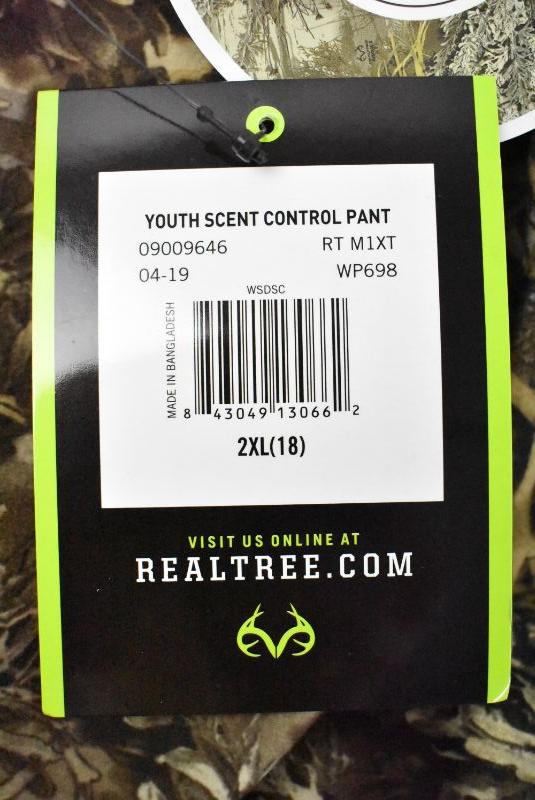 YOUTH SCENT CONTROL PANT
09009646 RT M1XT
04-19 WP698
WSDSC
MADE IN BANGLADESH
8 43049 13066 2
2XL(18)
VISIT US ONLINE AT
REALTREE.COM